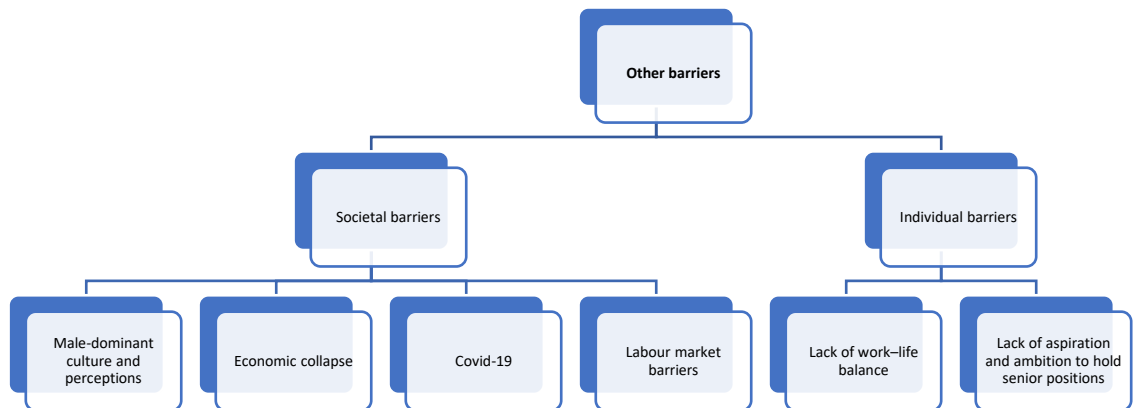 Other barriers
Societal barriers
Individual barriers
Male-dominant
culture and
perceptions
Economic collapse
Covid-19
Labour market
barriers
Lack of work–life
balance
Lack of aspiration
and ambition to hold
senior positions